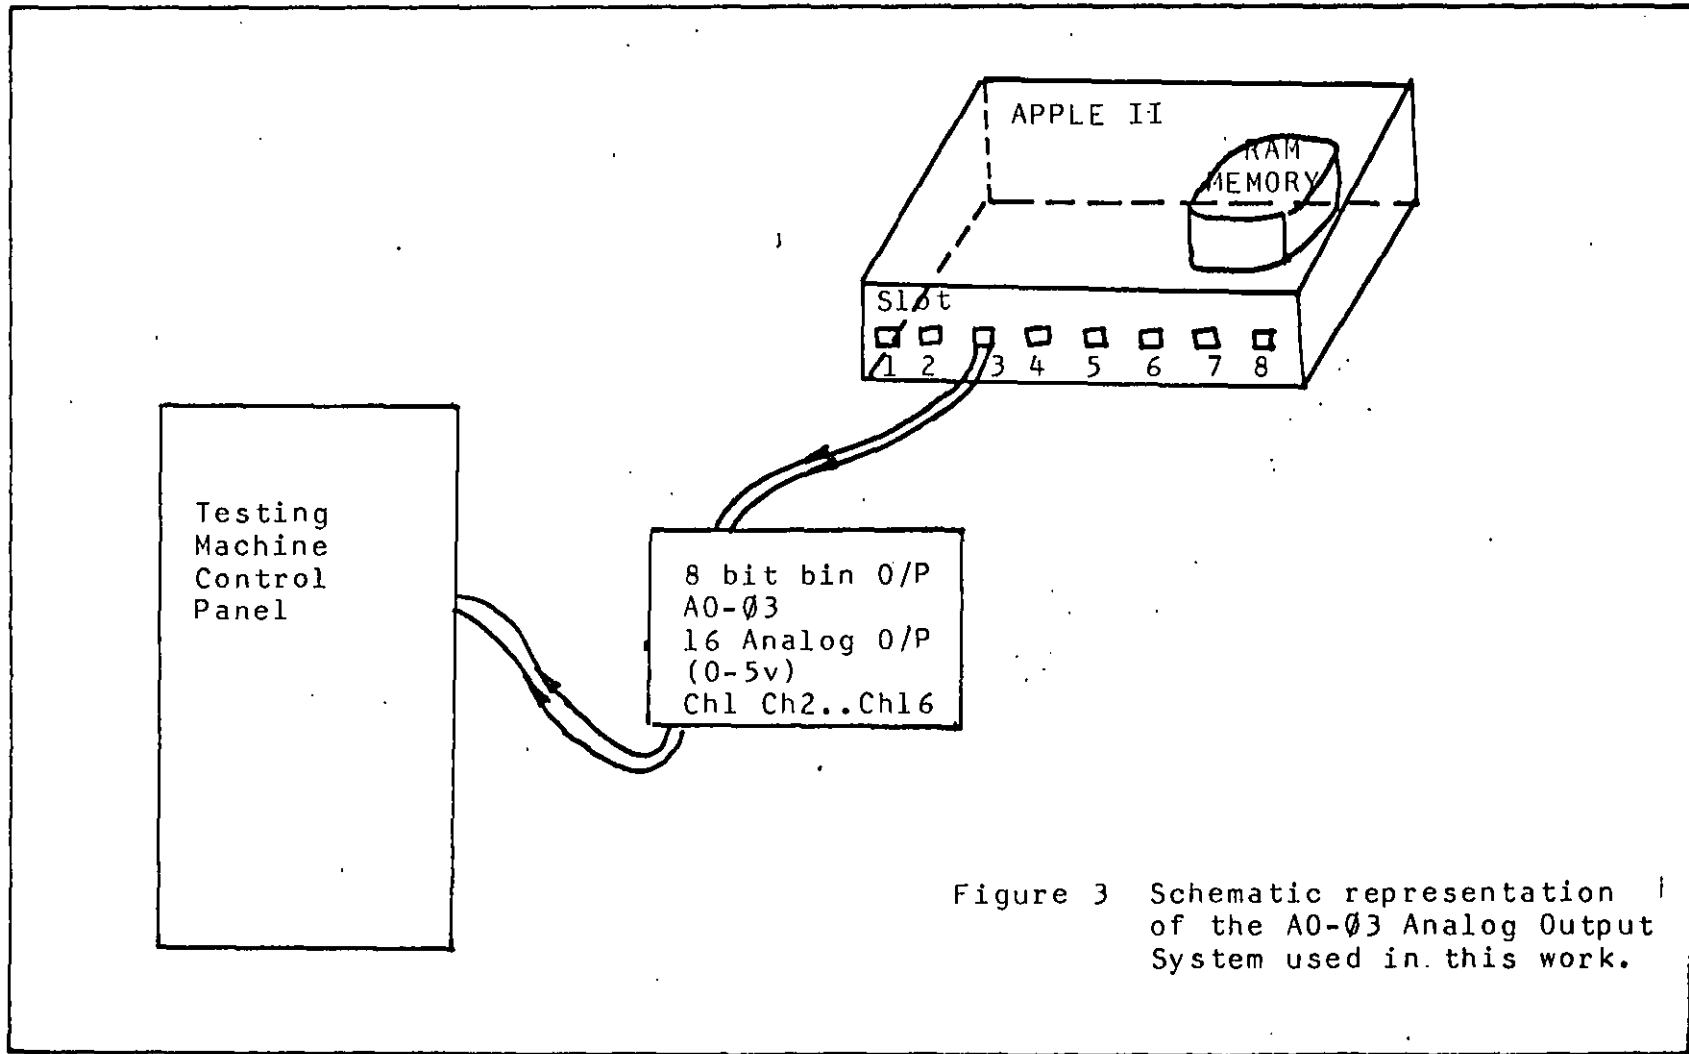 APPLE II
RAM
MEMORY
Slot
1 2 3 4 5 6 7 8
Testing
Machine
Control
Panel
8 bit bin O/P
AO-Ø3
16 Analog O/P
(0-5v)
Ch1 Ch2..Ch16
Figure 3 Schematic representation
of the AO-Ø3 Analog Output
System used in this work.